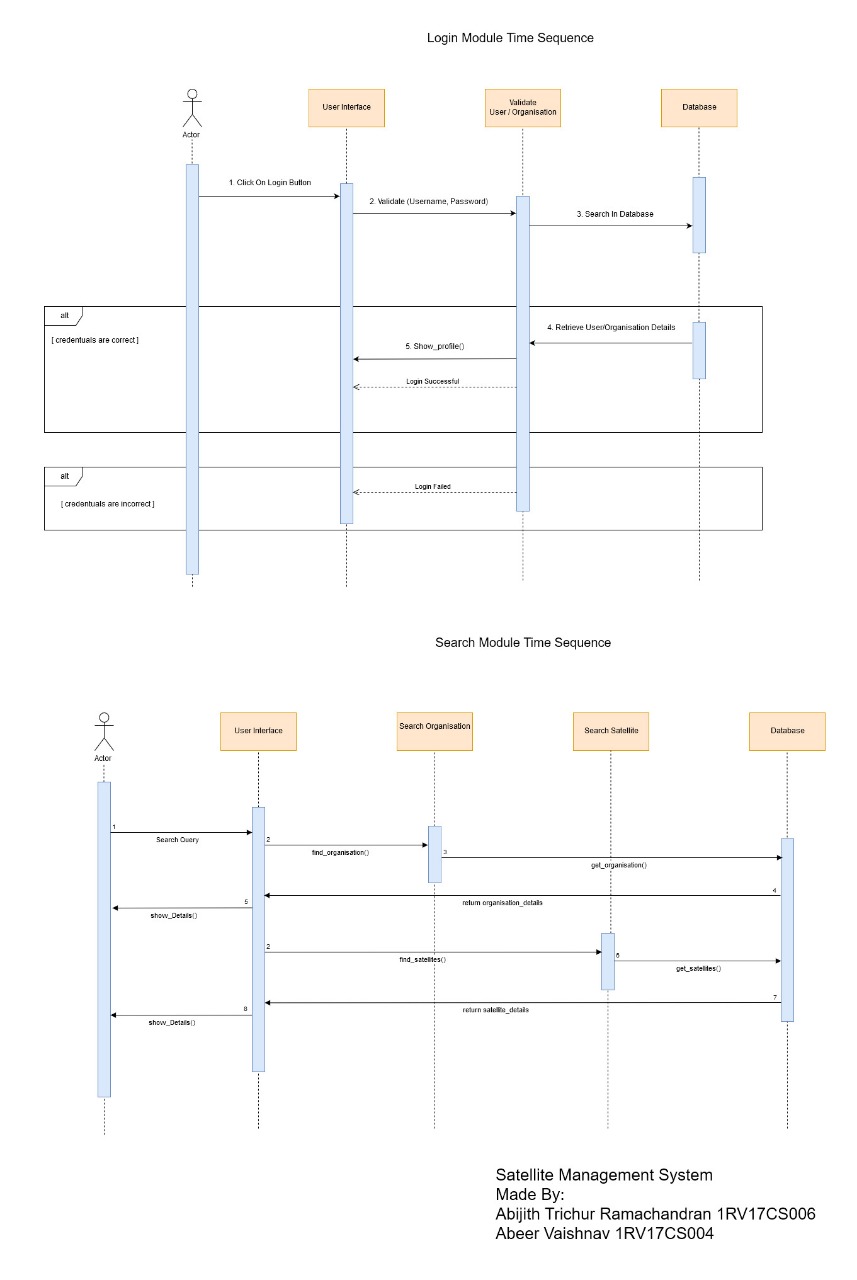 Login Module Time Sequence
Actor
User Interface
Validate
User / Organisation
Database
1. Click On Login Button
2. Validate (Username, Password)
3. Search In Database
alt
[ credentuals are correct ]
4. Retrieve User/Organisation Details
5. Show_profile()
Login Successful
alt
[ credentuals are incorrect ]
Login Failed
Search Module Time Sequence
Actor
User Interface
Search Organisation
Search Satellite
Database
1
Search Query
2
find_organisation()
3
get_organisation()
4
return organisation_details
5
show_Details()
2
find_satellites()
6
get_satellites()
7
return satellite_details
8
show_Details()
Satellite Management System
Made By:
Abijith Trichur Ramachandran 1RV17CS006
Abeer Vaishnav 1RV17CS004